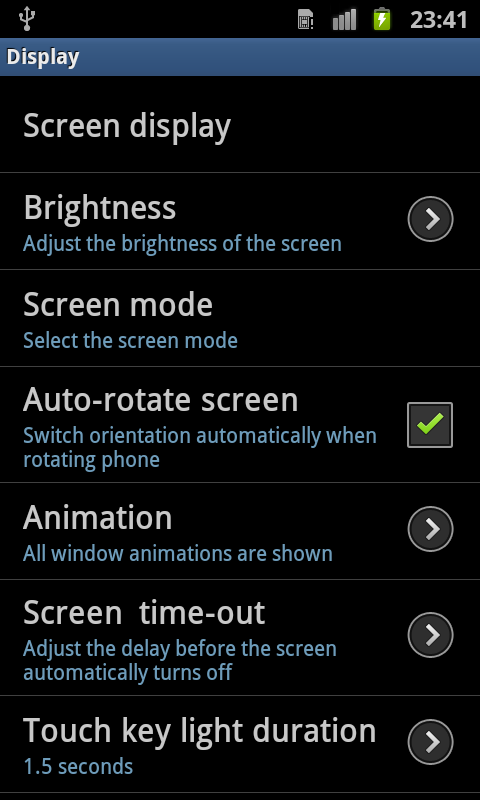 23:41
Display
Screen display
Brightness
Adjust the brightness of the screen
Screen mode
Select the screen mode
Auto-rotate screen
Switch orientation automatically when
rotating phone
Animation
All window animations are shown
Screen  time-out
Adjust the delay before the screen
automatically turns off
Touch key light duration
1.5 seconds